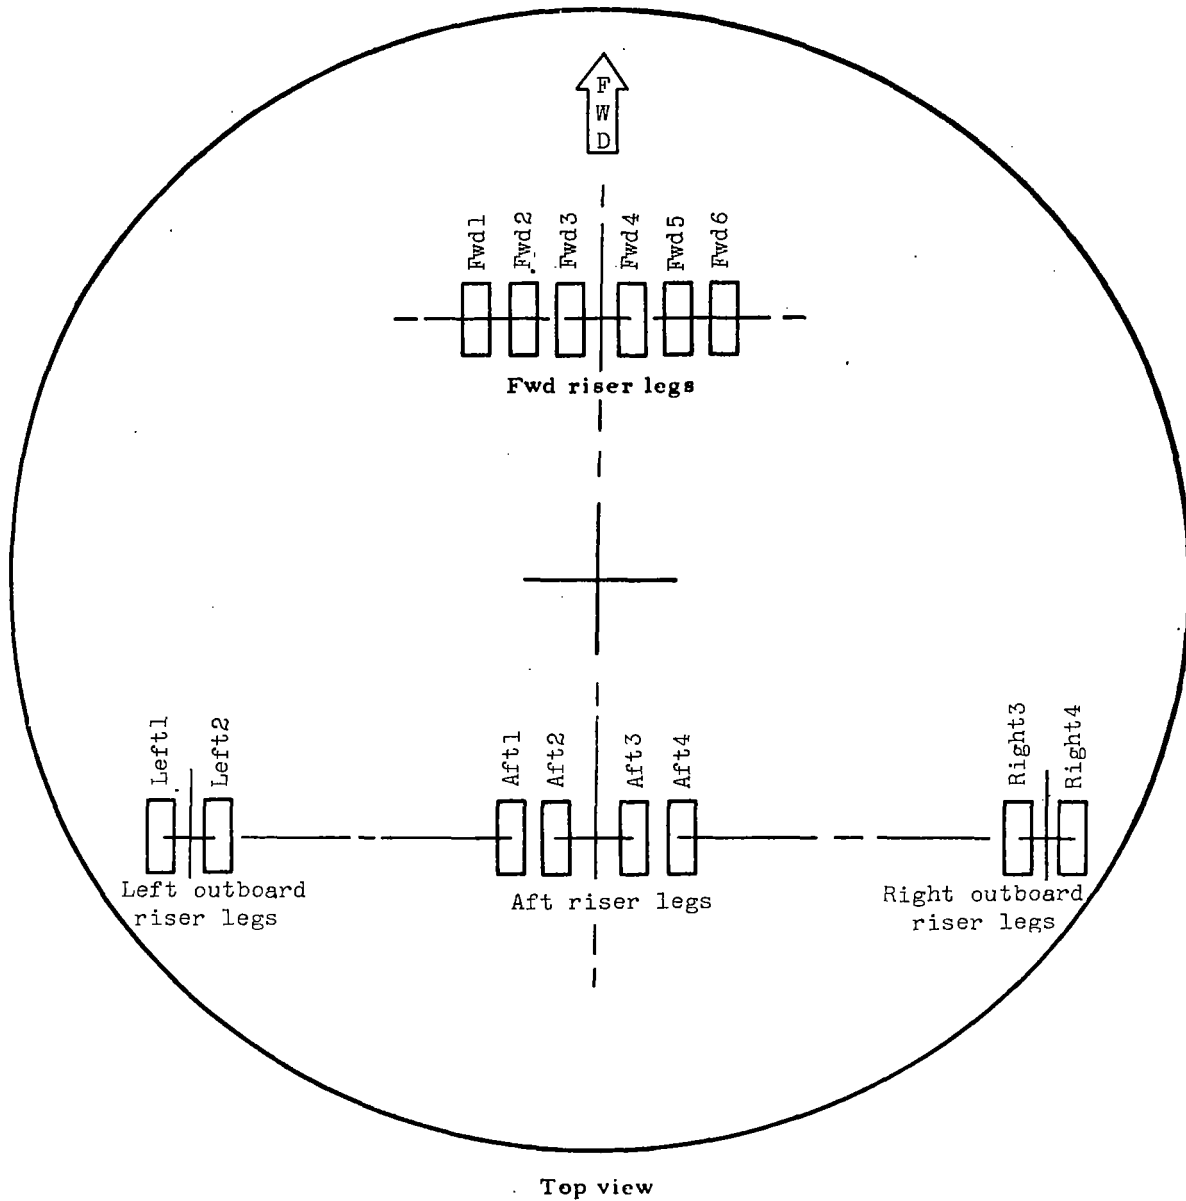 F
W
D
Fwd1
Fwd2
Fwd3
Fwd4
Fwd5
Fwd6
Fwd riser legs
Left1
Left2
Aft1
Aft2
Aft3
Aft4
Right3
Right4
Left outboard
riser legs
Aft riser legs
Right outboard
riser legs
Top view